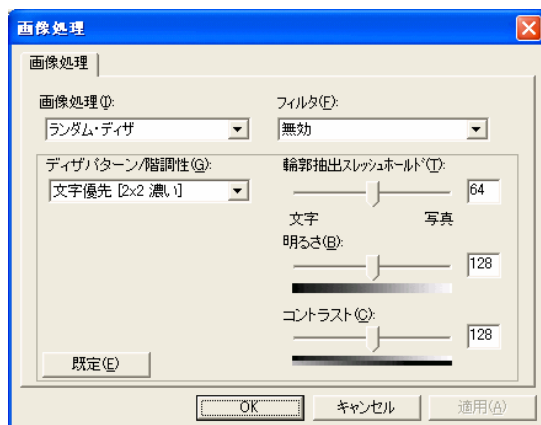 画像処理
画像処理
画像処理(I):
フィルタ(F):
ランダム・ディザ
無効
ディザパターン/階調性(G):
輪郭抽出スレッシュホールド(T):
文字優先 [2x2 濃い]
64
文字
写真
明るさ(B):
128
コントラスト(C):
128
既定(E)
OK
キャンセル
適用(A)